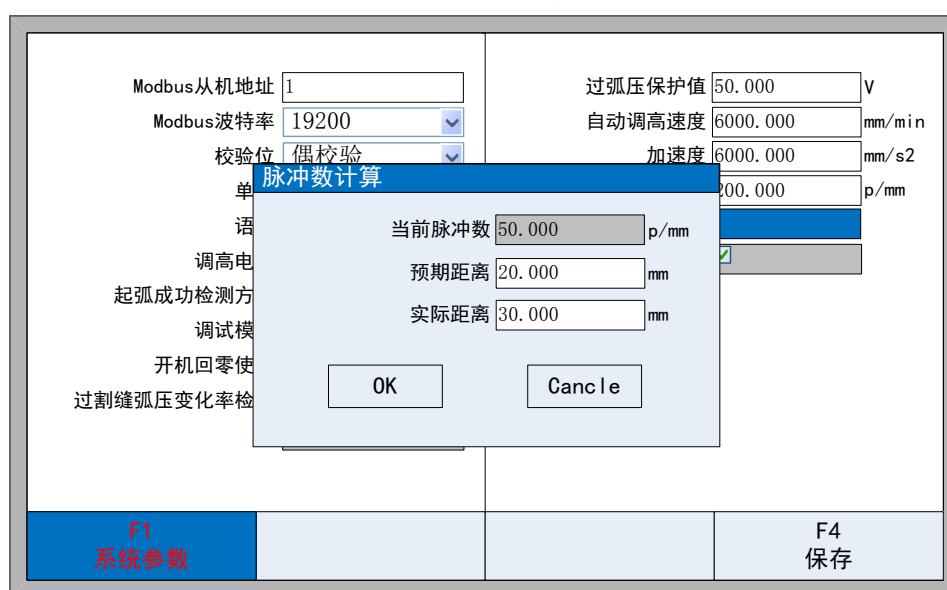 Modbus从机地址 1
Modbus波特率 19200
校验位 偶校验
单
语
调高电
起弧成功检测方
调试模
开机回零使
过割缝弧压变化率检
过弧压保护值 50.000 V
自动调高速度 6000.000 mm/min
加速度 6000.000 mm/s2
200.000 p/mm
脉冲数计算
当前脉冲数 50.000 p/mm
预期距离 20.000 mm
实际距离 30.000 mm
OK Cancle
F1
系统参数
F4
保存